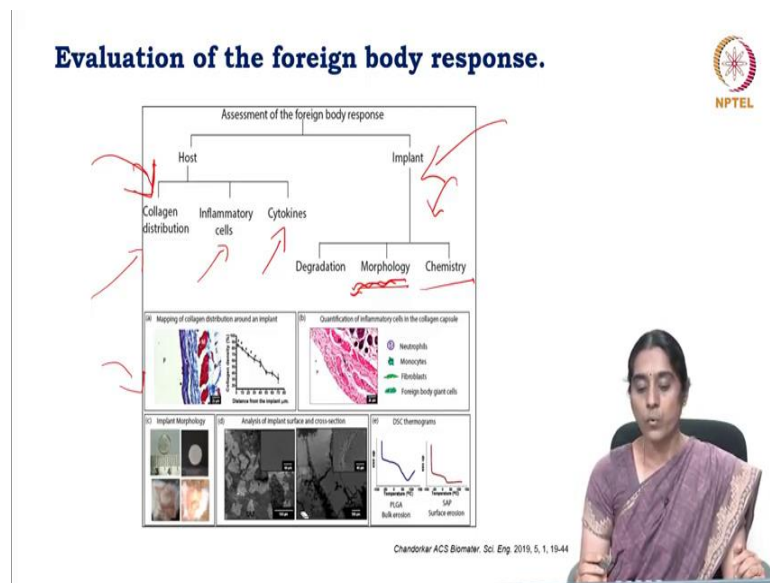 Evaluation of the foreign body response.
NPTEL
Assessment of the foreign body response
Host
Implant
Collagen distribution
Inflammatory cells
Cytokines
Degradation
Morphology
Chemistry
(a) Mapping of collagen distribution around an implant
Collagen density (%)
Distance from the implant µm
(b) Quantification of inflammatory cells in the collagen capsule
Neutrophils
Monocytes
Fibroblasts
Foreign body giant cells
(c) Implant Morphology
(d) Analysis of implant surface and cross-section
(e) DSC thermograms
Temperature (°C)
PLGA
Bulk erosion
Temperature (°C)
SAP
Surface erosion
Chandorkar ACS Biomater. Sci. Eng. 2019, 5, 1, 19-44